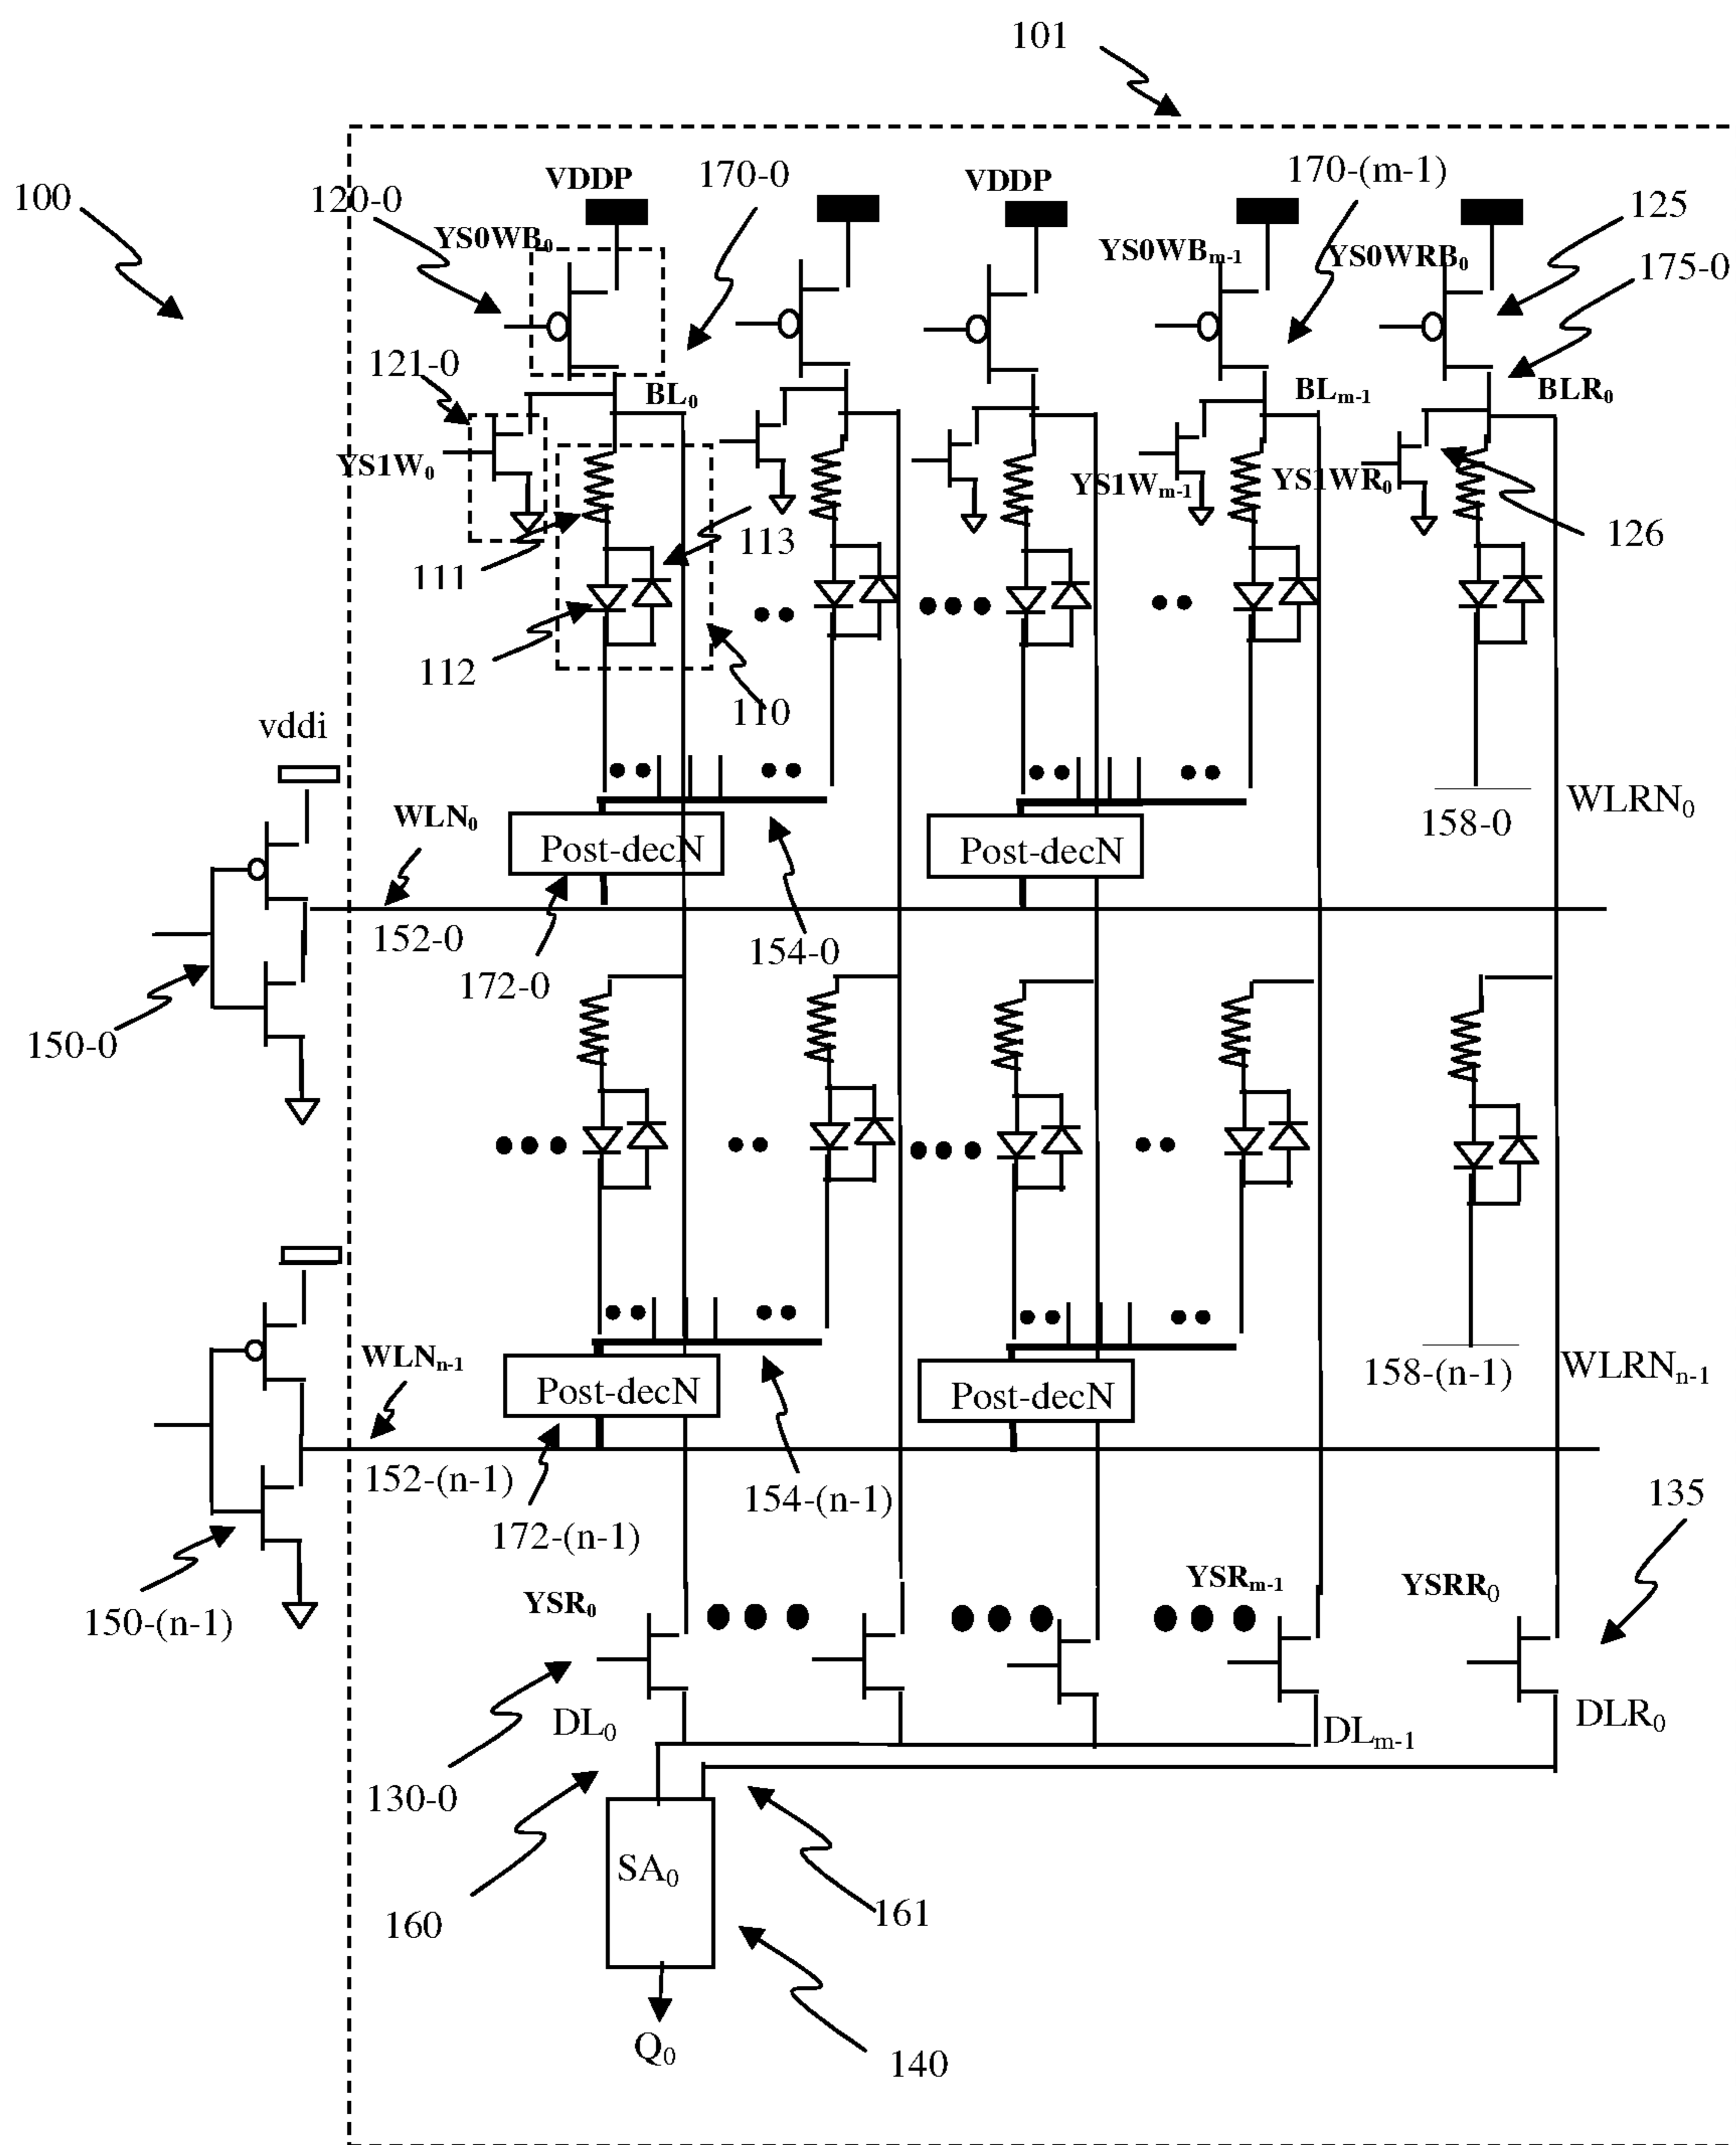 101
100
120-0
VDDP
170-0
VDDP
170-(m-1)
125
YS0WB₀
YS0WBₘ₋₁
YS0WRB₀
175-0
121-0
BL₀
BLₘ₋₁
BLR₀
YS1W₀
YS1Wₘ₋₁
YS1WR₀
111
113
126
112
110
vddi
WLN₀
Post-decN
Post-decN
158-0
WLRN₀
152-0
172-0
154-0
150-0
WLNₙ₋₁
Post-decN
Post-decN
158-(n-1)
WLRNₙ₋₁
152-(n-1)
172-(n-1)
154-(n-1)
135
150-(n-1)
YSR₀
YSRₘ₋₁
YSRR₀
DL₀
DLₘ₋₁
DLR₀
130-0
SA₀
160
161
Q₀
140